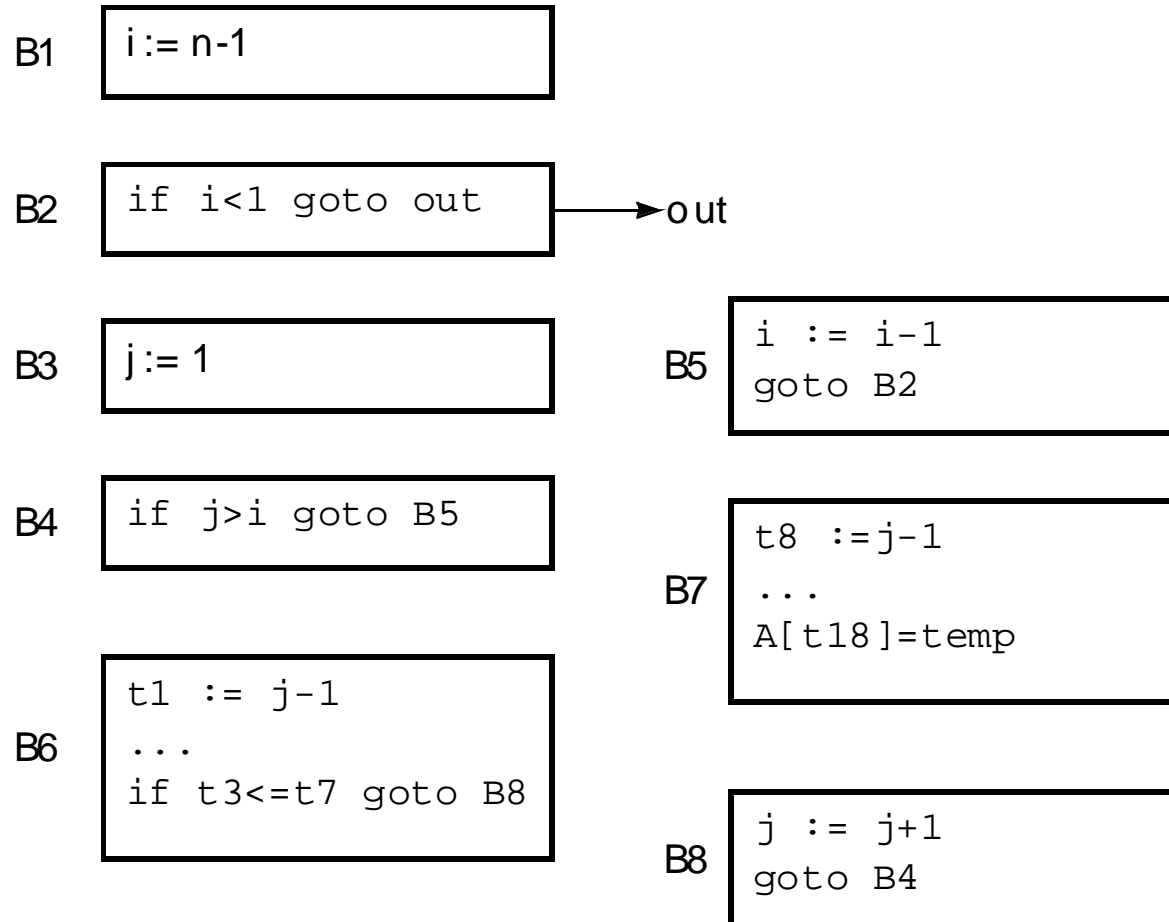 B1
i := n-1
B2
if i<1 goto out
out
B3
j := 1
B4
if j>i goto B5
B6
t1 := j-1
...
if t3<=t7 goto B8
B5
i := i-1
goto B2
B7
t8 :=j-1
...
A[t18]=temp
B8
j := j+1
goto B4